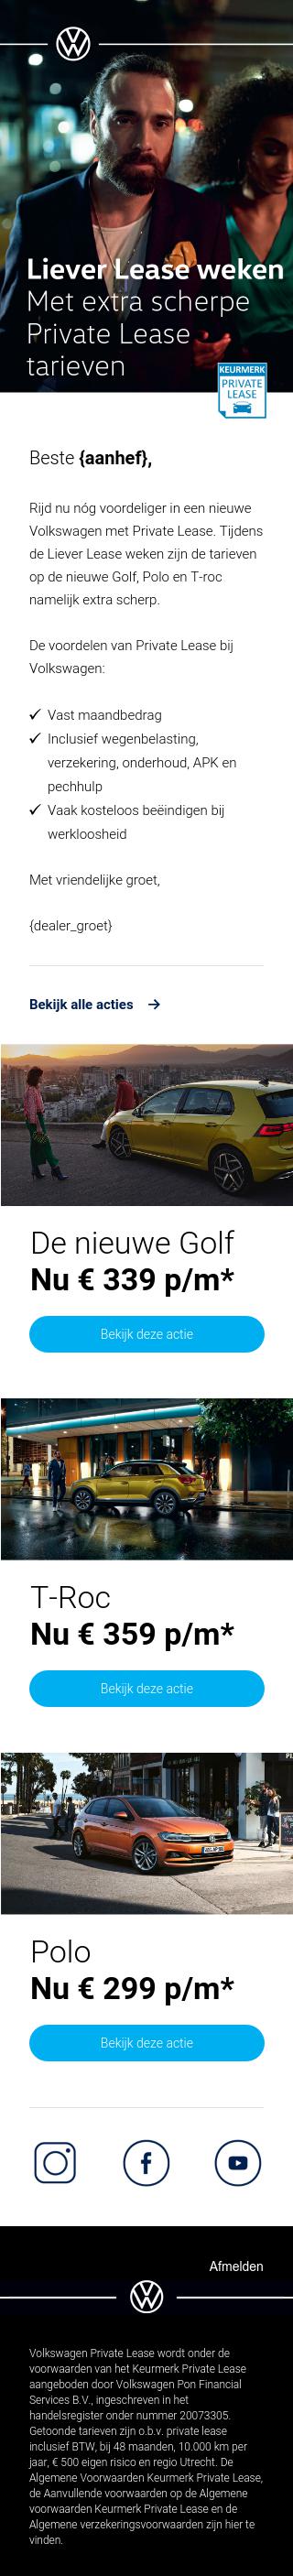 Liever Lease weken
Met extra scherpe
Private Lease
tarieven
KEURMERK
PRIVATE
LEASE
Beste {aanhef},
Rijd nu nóg voordeliger in een nieuwe
Volkswagen met Private Lease. Tijdens
de Liever Lease weken zijn de tarieven
op de nieuwe Golf, Polo en T-roc
namelijk extra scherp.
De voordelen van Private Lease bij
Volkswagen:
Vast maandbedrag
Inclusief wegenbelasting,
verzekering, onderhoud, APK en
pechhulp
Vaak kosteloos beëindigen bij
werkloosheid
Met vriendelijke groet,
{dealer_groet}
Bekijk alle acties →
De nieuwe Golf
Nu € 339 p/m*
Bekijk deze actie
T-Roc
Nu € 359 p/m*
Bekijk deze actie
Polo
Nu € 299 p/m*
Bekijk deze actie
Afmelden
Volkswagen Private Lease wordt onder de
voorwaarden van het Keurmerk Private Lease
aangeboden door Volkswagen Pon Financial
Services B.V., ingeschreven in het
handelsregister onder nummer 20073305.
Getoonde tarieven zijn o.b.v. private lease
inclusief BTW, bij 48 maanden, 10.000 km per
jaar, € 500 eigen risico en regio Utrecht. De
Algemene Voorwaarden Keurmerk Private Lease,
de Aanvullende voorwaarden op de Algemene
voorwaarden Keurmerk Private Lease en de
Algemene verzekeringsvoorwaarden zijn hier te
vinden.